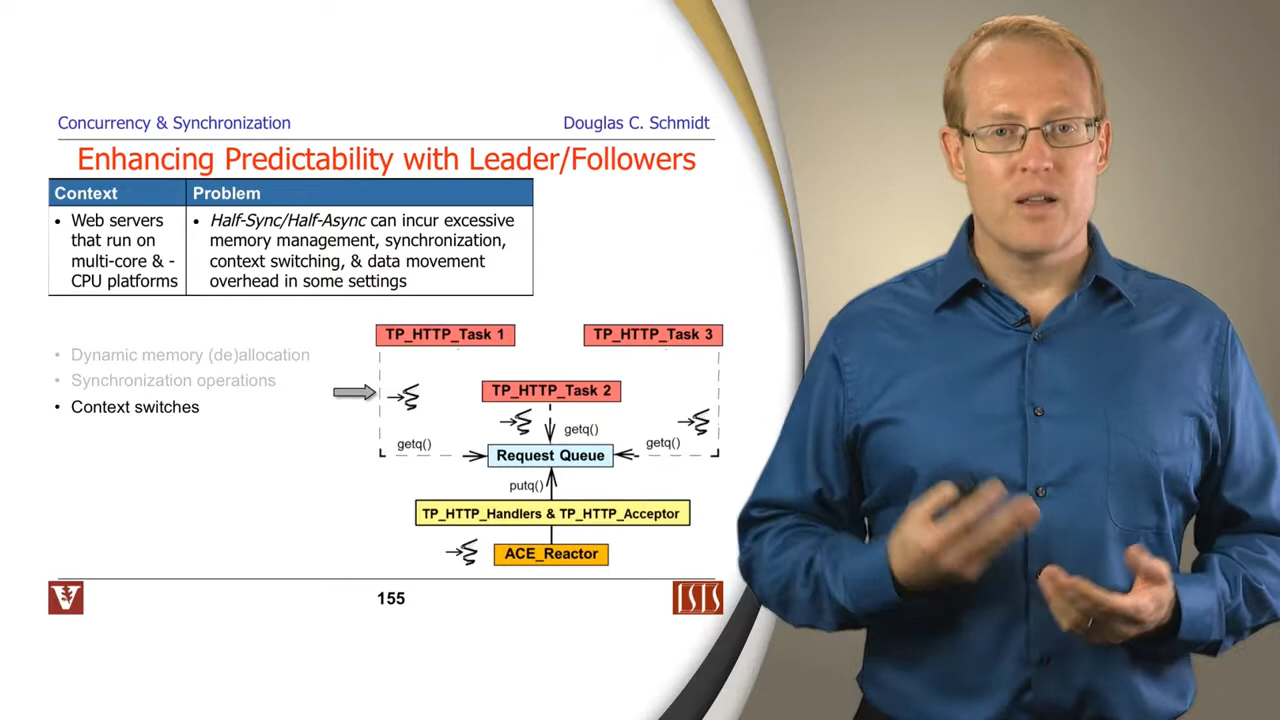 Concurrency & Synchronization
Douglas C. Schmidt
Enhancing Predictability with Leader/Followers
Context
Problem
• Web servers
that run on
multi-core & -
CPU platforms
• Half-Sync/Half-Async can incur excessive
memory management, synchronization,
context switching, & data movement
overhead in some settings
• Dynamic memory (de)allocation
• Synchronization operations
• Context switches
TP_HTTP_Task 1
TP_HTTP_Task 3
TP_HTTP_Task 2
getq()
getq()
getq()
Request Queue
putq()
TP_HTTP_Handlers & TP_HTTP_Acceptor
ACE_Reactor
V
155
ISIS